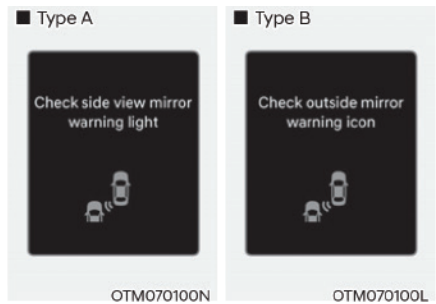 ■ Type A
Check side view mirror
warning light
OTM070100N
■ Type B
Check outside mirror
warning icon
OTM070100L